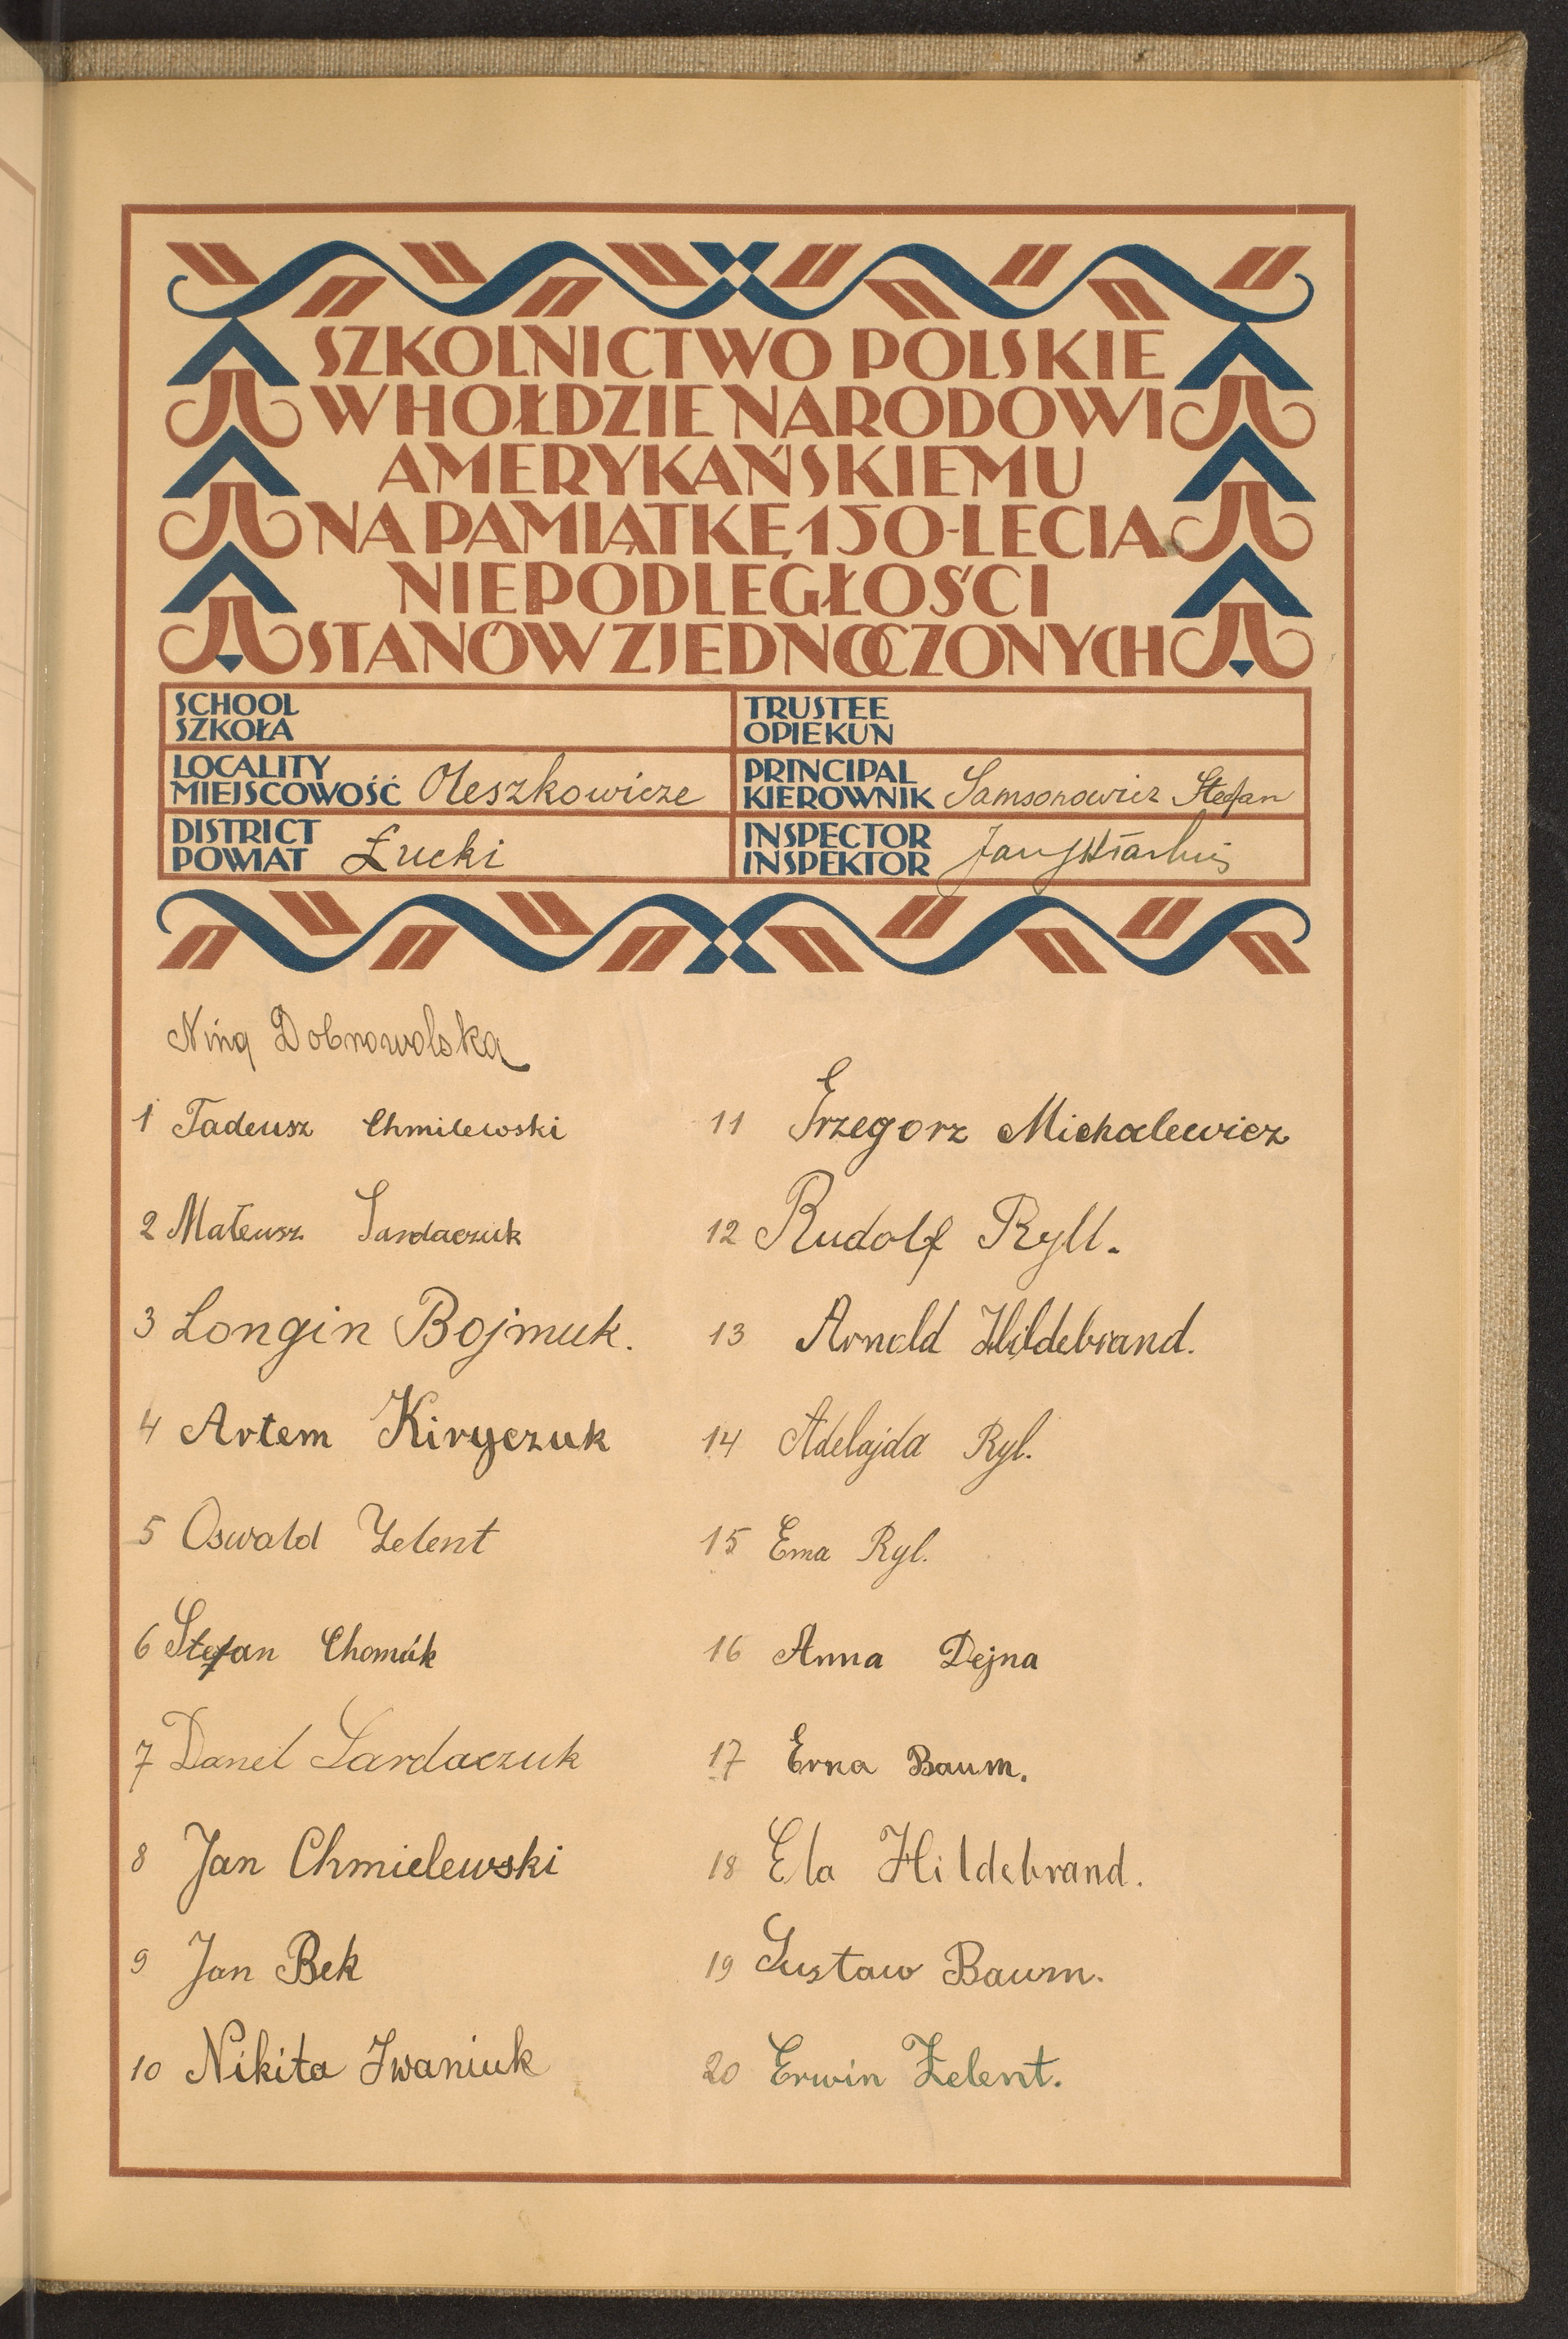 SZKOLNICTWO POLSKIE
W HOŁDZIE NARODOWI
AMERYKAŃSKIEMU
NA PAMIĄTKĘ 150-LECIA
NIEPODLEGŁOŚCI
STANÓW ZJEDNOCZONYCH
SCHOOL
SZKOŁA
TRUSTEE
OPIEKUN
LOCALITY
MIEJSCOWOŚĆ Oleszkowicze
PRINCIPAL
KIEROWNIK Samsonowicz Stefan
DISTRICT
POWIAT Łucki
INSPECTOR
INSPEKTOR Jan
Nina Dobrowolska
1 Tadeusz Chmilewski
2 Mateusz Sardaczuk
3 Longin Bojmuk.
4 Artem Kiryczuk
5 Oswald Zelent
6 Stefan Chomük
7 Danel Sardaczuk
8 Jan Chmielewski
9 Jan Bek
10 Nikita Iwaniuk
11 Grzegorz Michalewicz
12 Rudolf Ryll.
13 Arnold Hildebrand.
14 Adelajda Ryl.
15 Ema Ryl.
16 Anna Dejna
17 Erna Baum.
18 Ela Hildebrand.
19 Gustaw Baum.
20 Erwin Zelent.